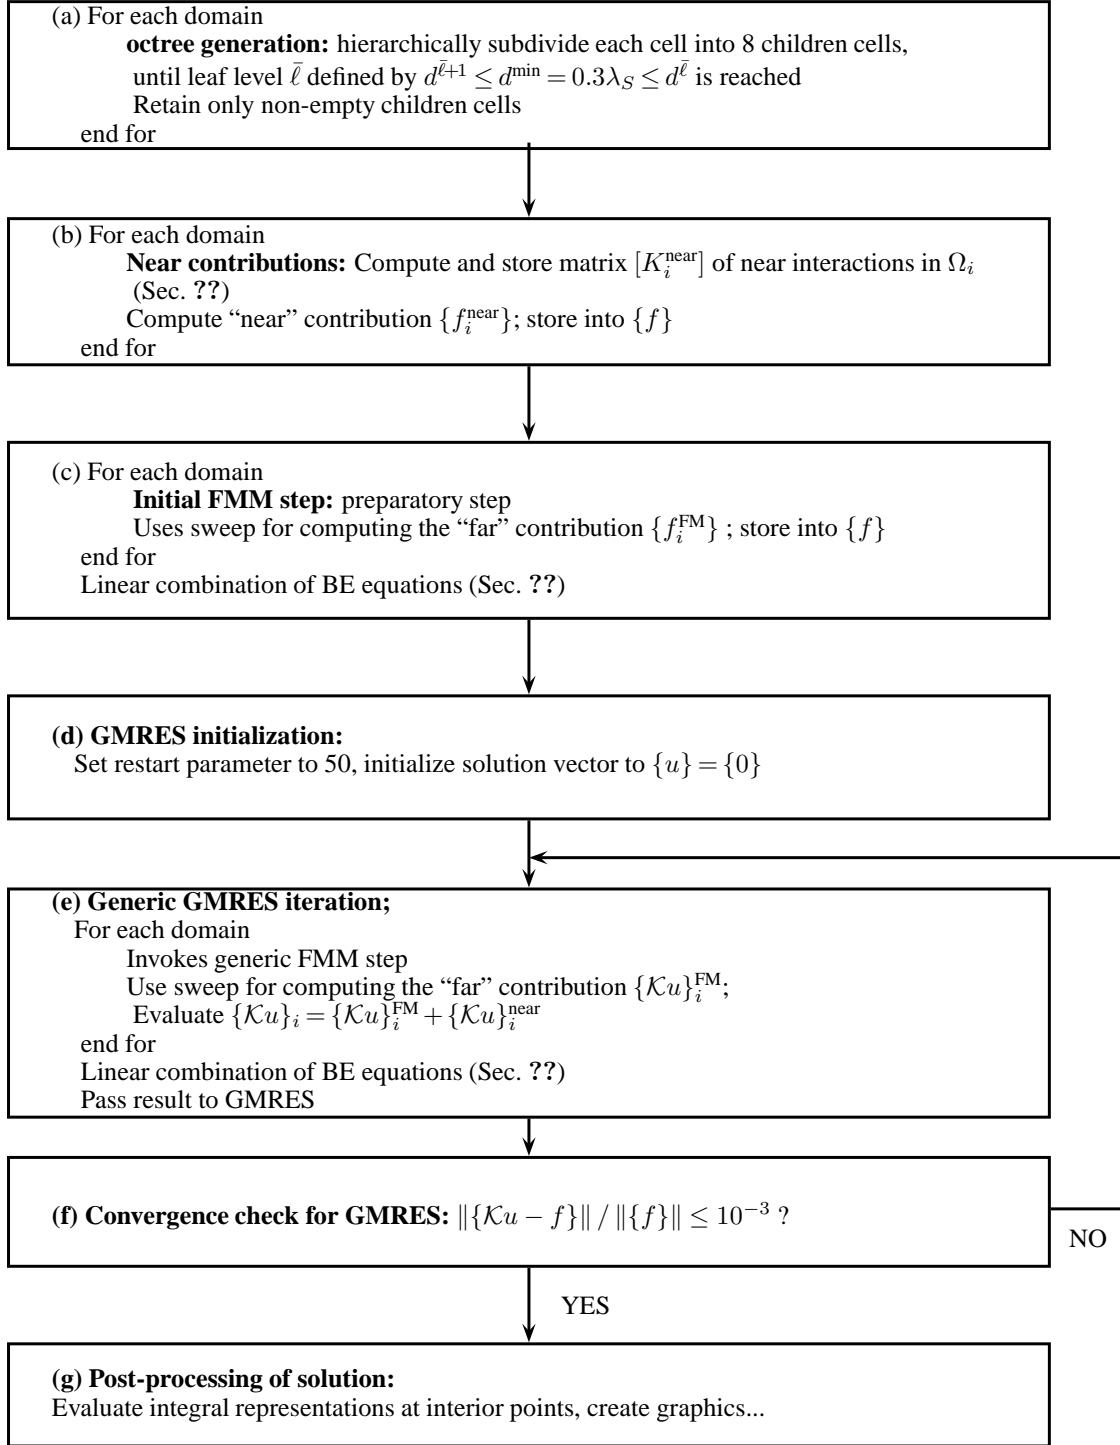 (a) For each domain
octree generation: hierarchically subdivide each cell into 8 children cells,
until leaf level ℓ̄ defined by d^{ℓ̄+1} ≤ d^{min} = 0.3λ_S ≤ d^{ℓ̄} is reached
Retain only non-empty children cells
end for
(b) For each domain
Near contributions: Compute and store matrix [K_i^{near}] of near interactions in Ω_i
(Sec. ??)
Compute “near” contribution {f_i^{near}}; store into {f}
end for
(c) For each domain
Initial FMM step: preparatory step
Uses sweep for computing the “far” contribution {f_i^{FM}} ; store into {f}
end for
Linear combination of BE equations (Sec. ??)
(d) GMRES initialization:
Set restart parameter to 50, initialize solution vector to {u} = {0}
(e) Generic GMRES iteration;
For each domain
Invokes generic FMM step
Use sweep for computing the “far” contribution {𝒦u}_i^{FM};
Evaluate {𝒦u}_i = {𝒦u}_i^{FM} + {𝒦u}_i^{near}
end for
Linear combination of BE equations (Sec. ??)
Pass result to GMRES
(f) Convergence check for GMRES: ‖{𝒦u − f}‖ / ‖{f}‖ ≤ 10^{−3} ?
NO
YES
(g) Post-processing of solution:
Evaluate integral representations at interior points, create graphics...